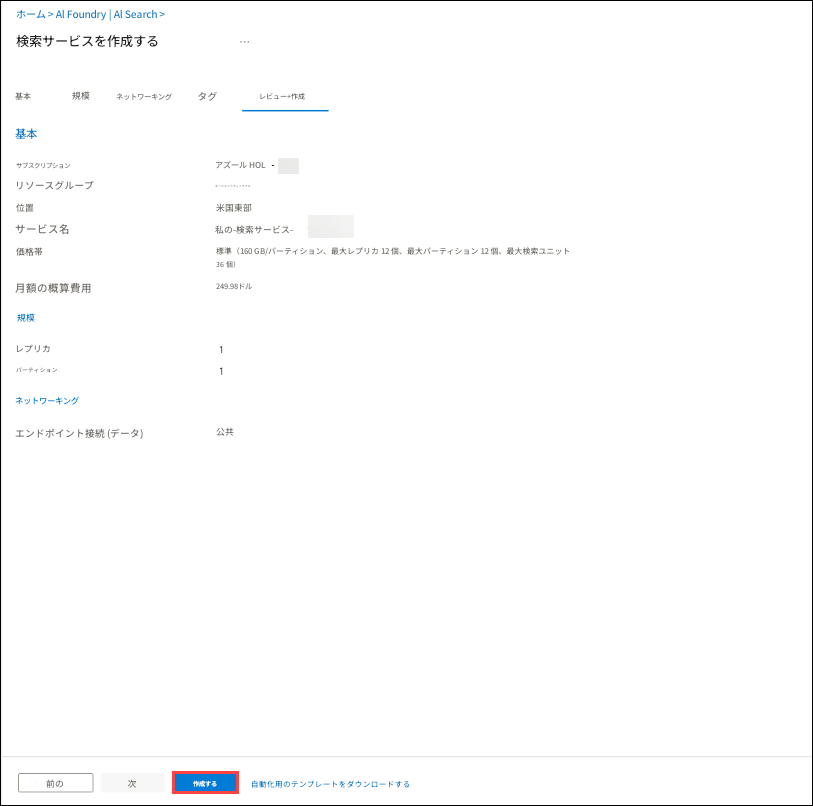 ホーム > AI Foundry | AI Search >
検索サービスを作成する ...
基本 規模 ネットワーキング タグ レビュー+作成
基本
サブスクリプション アズール HOL -
リソースグループ
位置 米国東部
サービス名 私の-検索サービス-
価格帯 標準（160 GB/パーティション、最大レプリカ 12 個、最大パーティション 12 個、最大検索ユニット
36 個）
月額の概算費用 249.98ドル
規模
レプリカ 1
パーティション 1
ネットワーキング
エンドポイント接続 (データ) 公共
前の 次 作成する 自動化用のテンプレートをダウンロードする